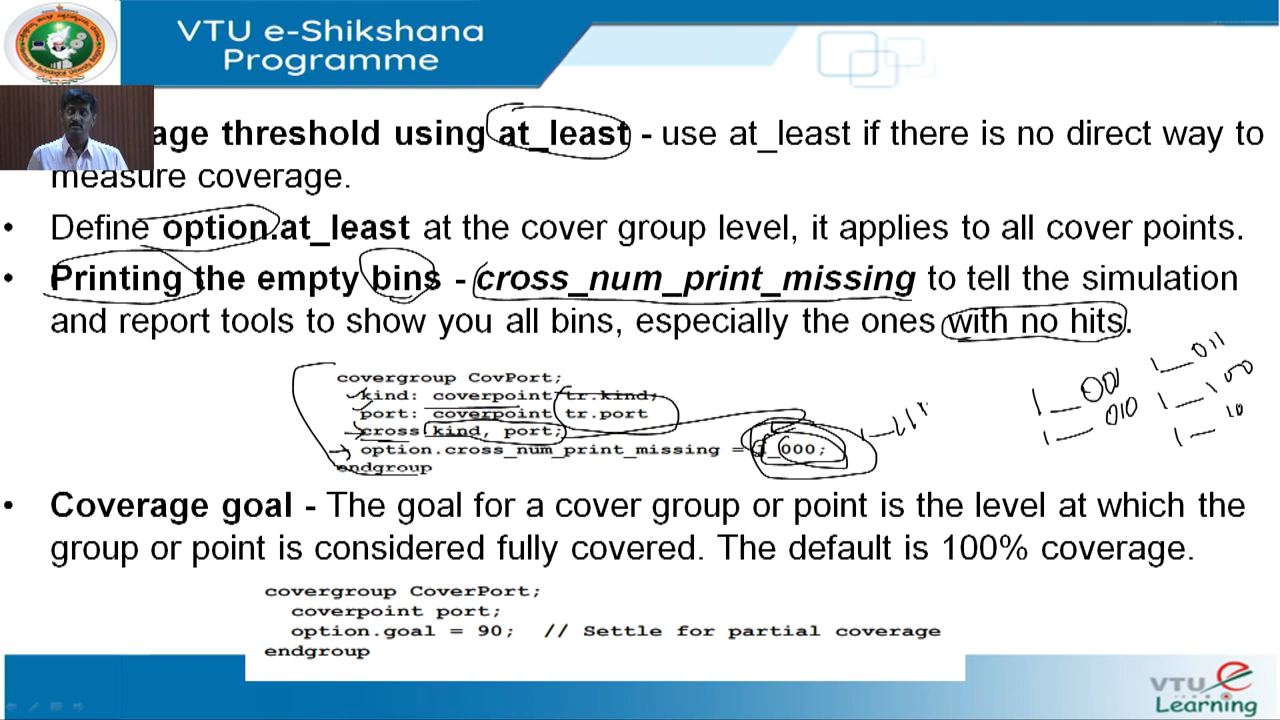 VTU e-Shikshana
Programme
age threshold using at_least - use at_least if there is no direct way to
measure coverage.
• Define option.at_least at the cover group level, it applies to all cover points.
• Printing the empty bins - cross_num_print_missing to tell the simulation
and report tools to show you all bins, especially the ones with no hits.
covergroup CovPort;
kind: coverpoint tr.kind;
port: coverpoint tr.port
cross kind, port;
option.cross_num_print_missing = 1_000;
endgroup
1_001
1_010
1_011
1_100
1_10
• Coverage goal - The goal for a cover group or point is the level at which the
group or point is considered fully covered. The default is 100% coverage.
covergroup CoverPort;
coverpoint port;
option.goal = 90; // Settle for partial coverage
endgroup
VTU e
Learning